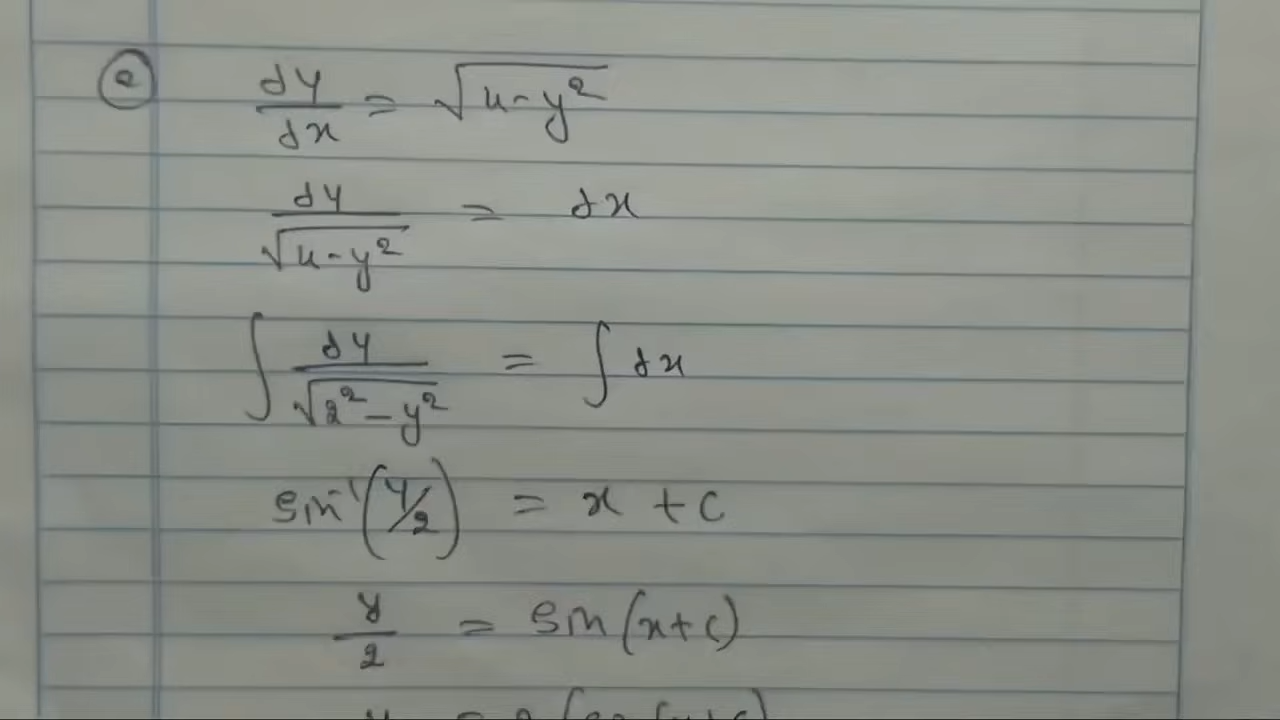 ② dy/dx = √(4-y²)
dy/√(4-y²) = dx
∫ dy/√(2²-y²) = ∫ dx
sin⁻¹(y/2) = x + c
y/2 = sin(x+c)